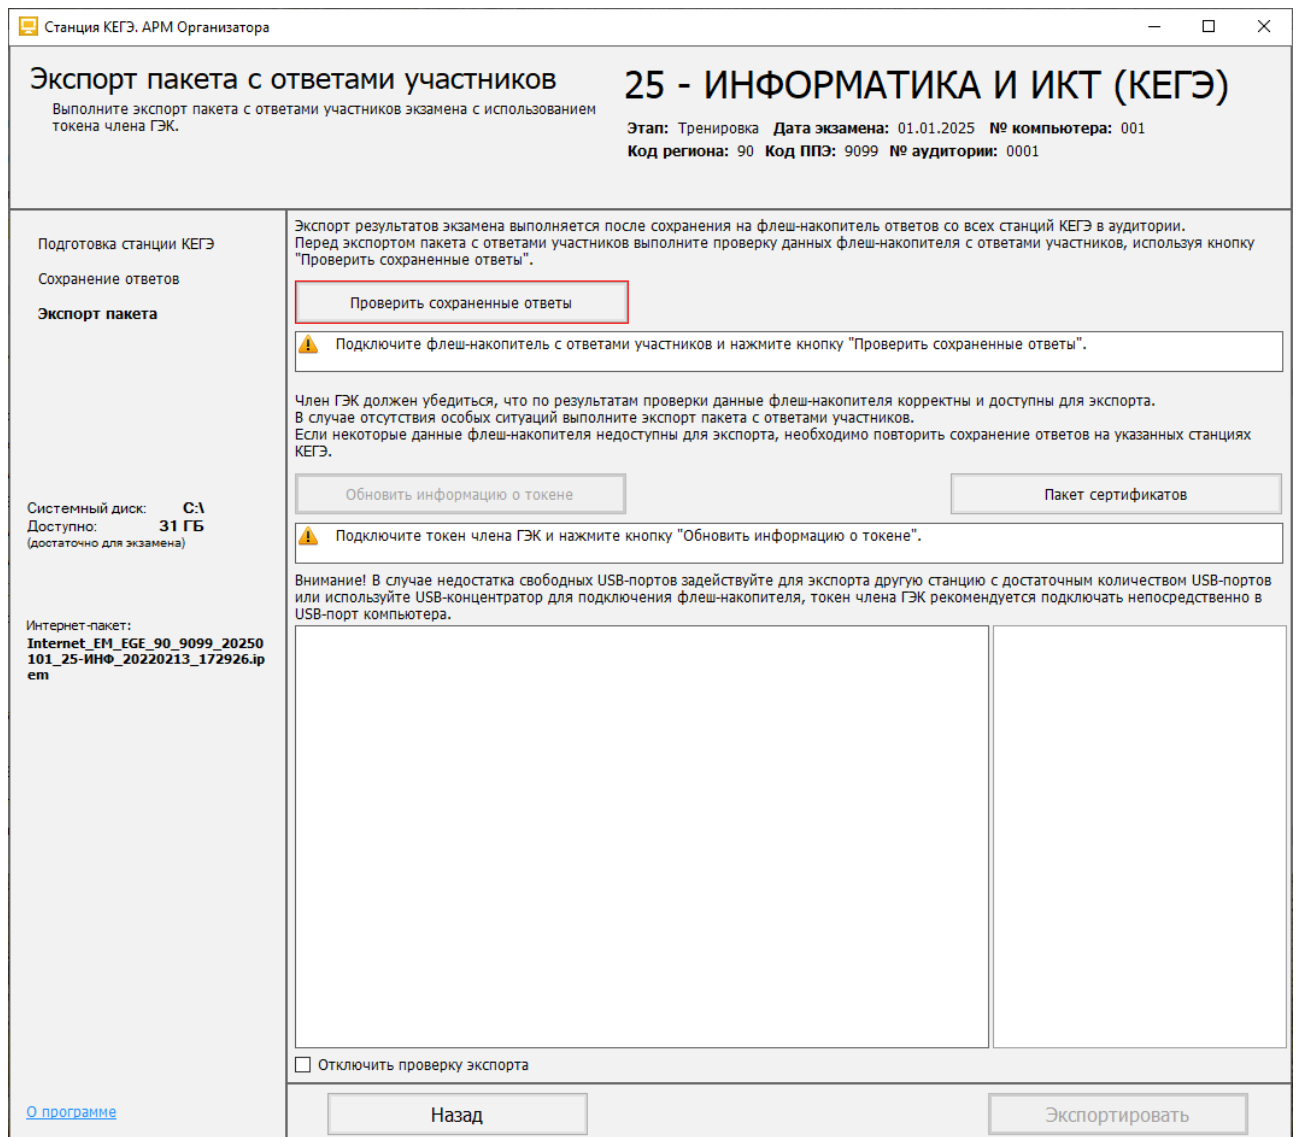 Станция КЕГЭ. АРМ Организатора
Экспорт пакета с ответами участников
Выполните экспорт пакета с ответами участников экзамена с использованием
токена члена ГЭК.
25 - ИНФОРМАТИКА И ИКТ (КЕГЭ)
Этап: Тренировка Дата экзамена: 01.01.2025 № компьютера: 001
Код региона: 90 Код ППЭ: 9099 № аудитории: 0001
Подготовка станции КЕГЭ
Сохранение ответов
Экспорт пакета
Системный диск: C:\
Доступно: 31 ГБ
(достаточно для экзамена)
Интернет-пакет:
Internet_EM_EGE_90_9099_20250
101_25-ИНФ_20220213_172926.ip
em
О программе
Экспорт результатов экзамена выполняется после сохранения на флеш-накопитель ответов со всех станций КЕГЭ в аудитории.
Перед экспортом пакета с ответами участников выполните проверку данных флеш-накопителя с ответами участников, используя кнопку
"Проверить сохраненные ответы".
Проверить сохраненные ответы
Подключите флеш-накопитель с ответами участников и нажмите кнопку "Проверить сохраненные ответы".
Член ГЭК должен убедиться, что по результатам проверки данные флеш-накопителя корректны и доступны для экспорта.
В случае отсутствия особых ситуаций выполните экспорт пакета с ответами участников.
Если некоторые данные флеш-накопителя недоступны для экспорта, необходимо повторить сохранение ответов на указанных станциях
КЕГЭ.
Обновить информацию о токене
Пакет сертификатов
Подключите токен члена ГЭК и нажмите кнопку "Обновить информацию о токене".
Внимание! В случае недостатка свободных USB-портов задействуйте для экспорта другую станцию с достаточным количеством USB-портов
или используйте USB-концентратор для подключения флеш-накопителя, токен члена ГЭК рекомендуется подключать непосредственно в
USB-порт компьютера.
Отключить проверку экспорта
Назад
Экспортировать